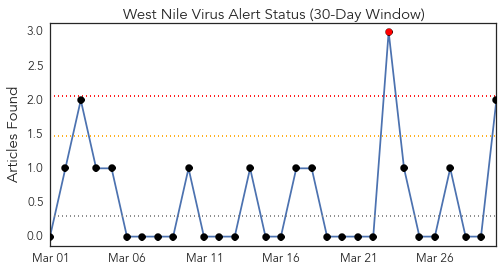 West Nile Virus Alert Status (30-Day Window)
3.0
2.5
2.0
1.5
1.0
0.5
0.0
Articles Found
Mar 01 Mar 06 Mar 11 Mar 16 Mar 21 Mar 26